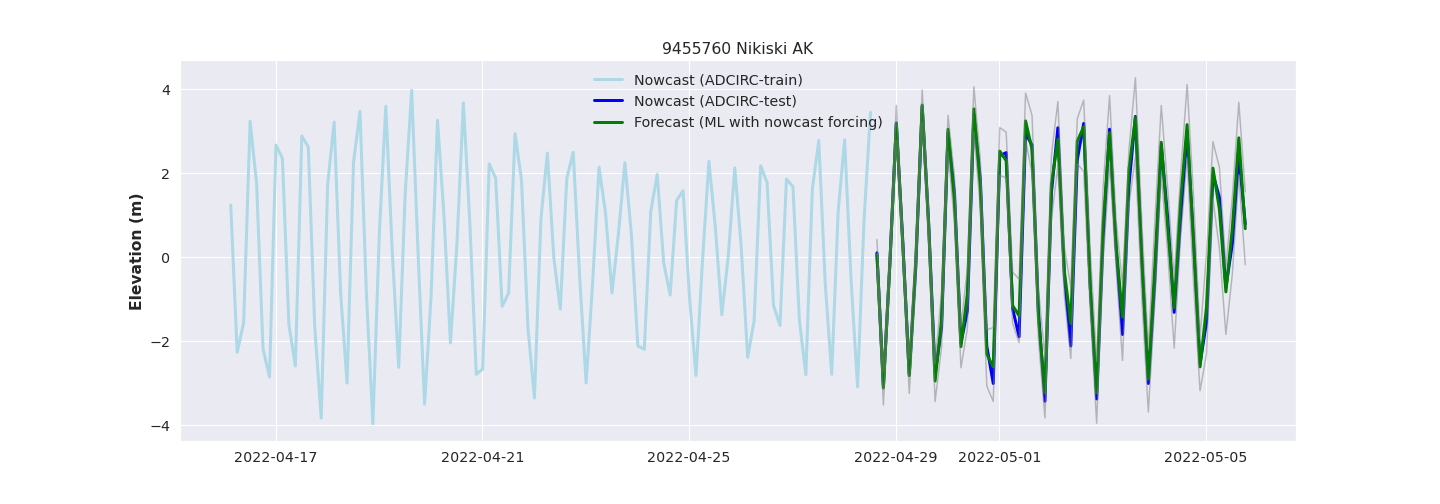 9455760 Nikiski AK
Nowcast (ADCIRC-train)
Nowcast (ADCIRC-test)
Forecast (ML with nowcast forcing)
Elevation (m)
4
2
0
−2
−4
2022-04-17 2022-04-21 2022-04-25 2022-04-29 2022-05-01 2022-05-05